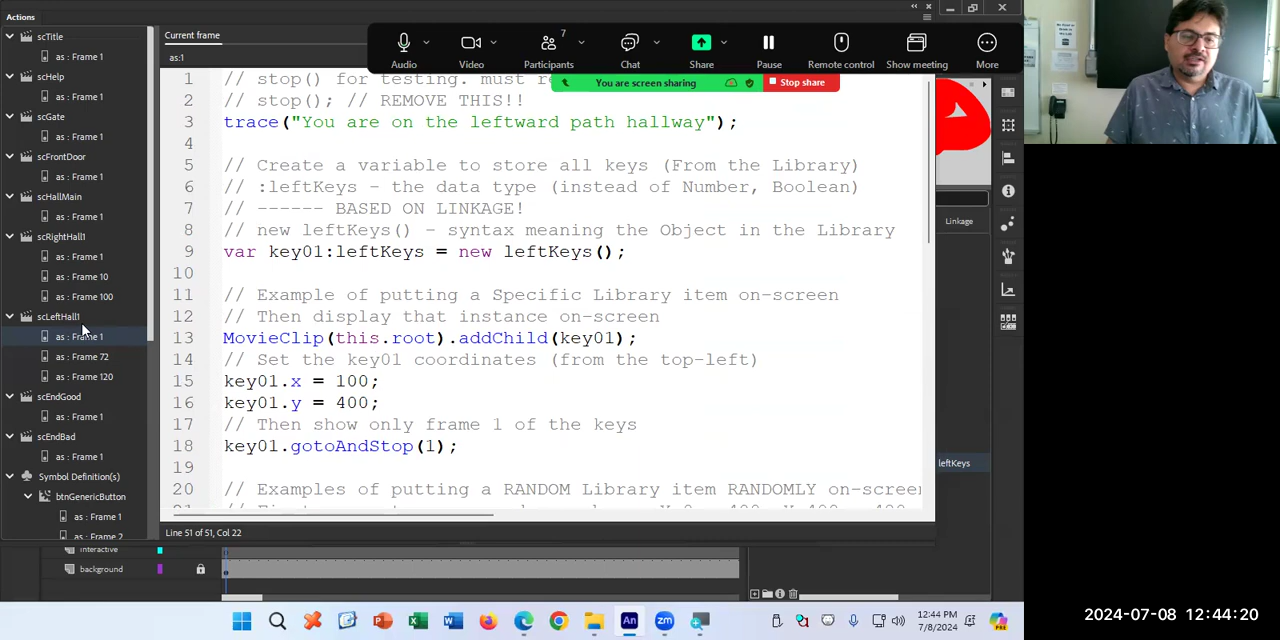 Actions
scTitle
as : Frame 1
scHelp
as : Frame 1
scGate
as : Frame 1
scFrontDoor
as : Frame 1
scHallMain
as : Frame 1
scRightHall1
as : Frame 1
as : Frame 10
as : Frame 100
scLeftHall1
as : Frame 1
as : Frame 72
as : Frame 120
scEndGood
as : Frame 1
scEndBad
as : Frame 1
Symbol Definition(s)
btnGenericButton
as : Frame 1
as : Frame 2
Current frame
as:1
Audio
Video
7
Participants
Chat
Share
Pause
Remote control
Show meeting
More
You are screen sharing
Stop share
1 // stop() for testing. must re
2 // stop(); // REMOVE THIS!!
3 trace("You are on the leftward path hallway");
4
5 // Create a variable to store all keys (From the Library)
6 // :leftKeys - the data type (instead of Number, Boolean)
7 // ------ BASED ON LINKAGE!
8 // new leftKeys() - syntax meaning the Object in the Library
9 var key01:leftKeys = new leftKeys();
10
11 // Example of putting a Specific Library item on-screen
12 // Then display that instance on-screen
13 MovieClip(this.root).addChild(key01);
14 // Set the key01 coordinates (from the top-left)
15 key01.x = 100;
16 key01.y = 400;
17 // Then show only frame 1 of the keys
18 key01.gotoAndStop(1);
19
20 // Examples of putting a RANDOM Library item RANDOMLY on-screen
Line 51 of 51, Col 22
Linkage
leftKeys
interactive
background
12:44 PM
7/8/2024
2024-07-08 12:44:20